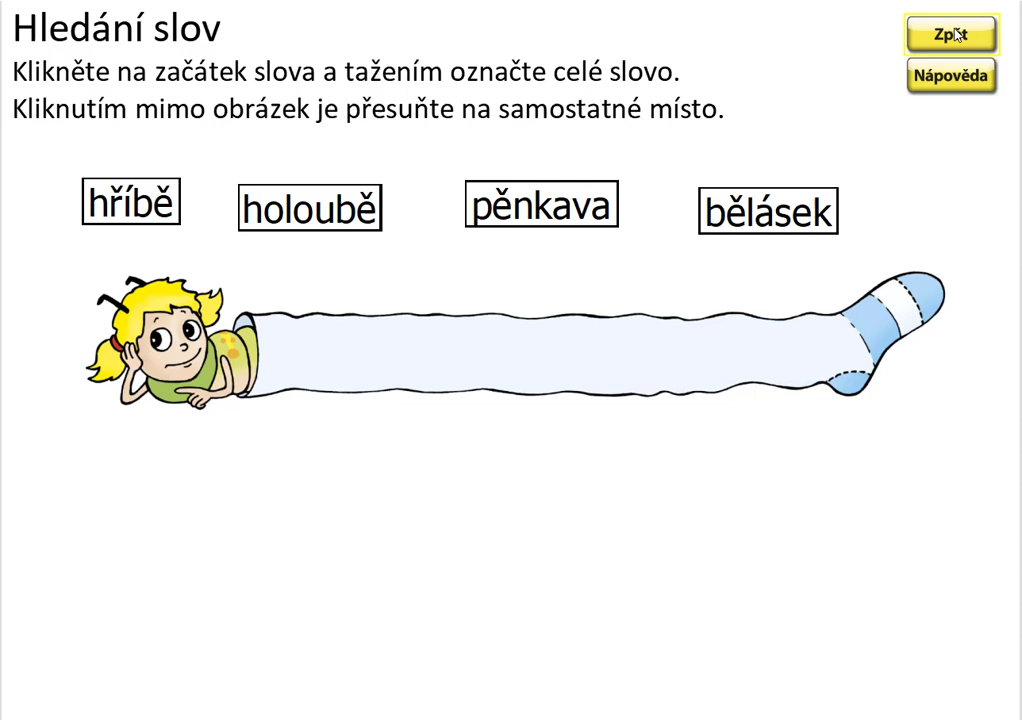 Hledání slov
Klikněte na začátek slova a tažením označte celé slovo.
Kliknutím mimo obrázek je přesuňte na samostatné místo.
Zpět
Nápověda
hříbě holoubě pěnkava bělásek